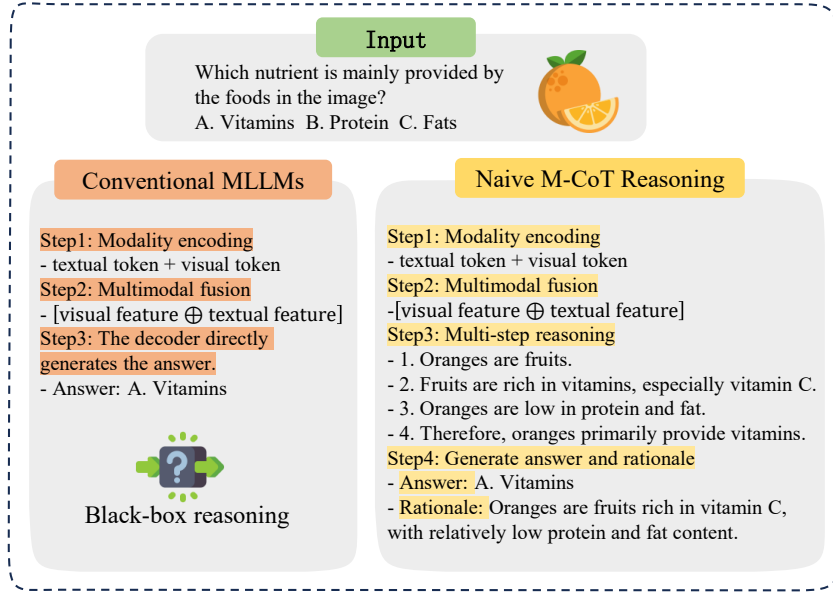 Input
Which nutrient is mainly provided by
the foods in the image?
A. Vitamins  B. Protein  C. Fats
Conventional MLLMs
Step1: Modality encoding
- textual token + visual token
Step2: Multimodal fusion
- [visual feature ⊕ textual feature]
Step3: The decoder directly
generates the answer.
- Answer: A. Vitamins
?
Black-box reasoning
Naive M-CoT Reasoning
Step1: Modality encoding
- textual token + visual token
Step2: Multimodal fusion
-[visual feature ⊕ textual feature]
Step3: Multi-step reasoning
- 1. Oranges are fruits.
- 2. Fruits are rich in vitamins, especially vitamin C.
- 3. Oranges are low in protein and fat.
- 4. Therefore, oranges primarily provide vitamins.
Step4: Generate answer and rationale
- Answer: A. Vitamins
- Rationale: Oranges are fruits rich in vitamin C,
with relatively low protein and fat content.